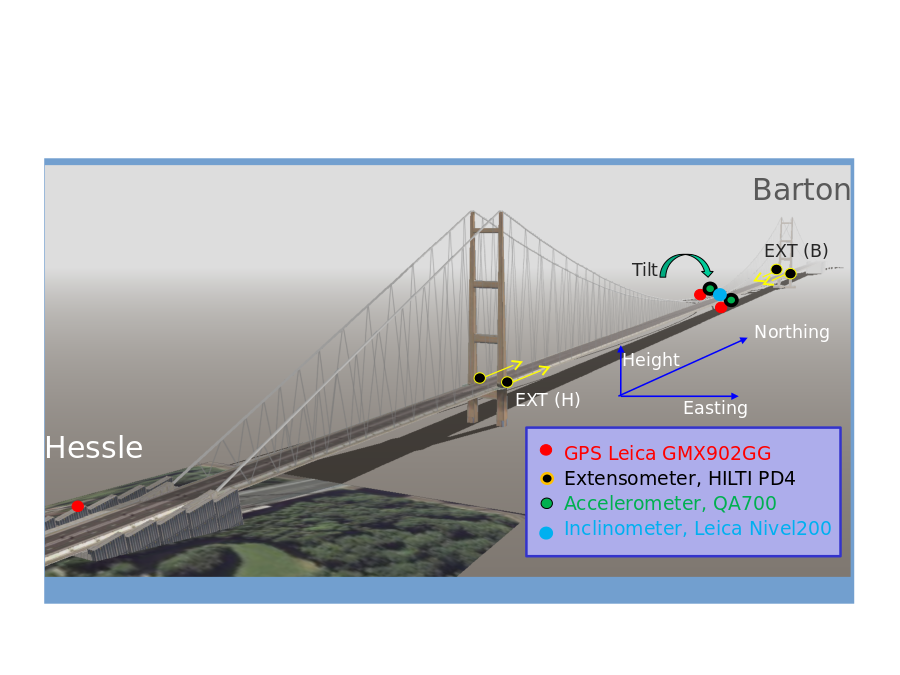 Barton
EXT (B)
Tilt
Northing
Height
EXT (H)
Easting
Hessle
GPS Leica GMX902GG
Extensometer, HILTI PD4
Accelerometer, QA700
Inclinometer, Leica Nivel200